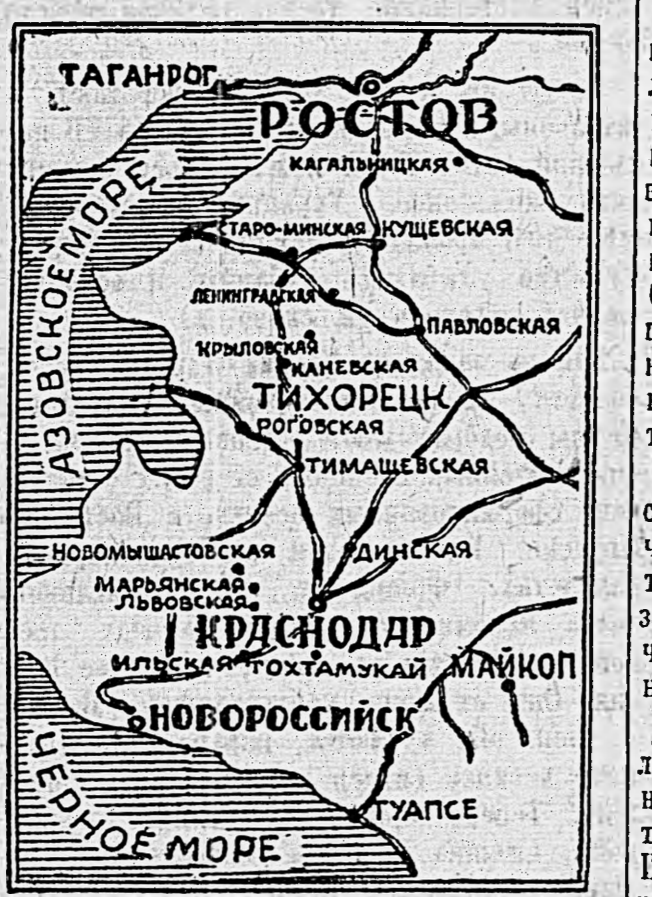 ТАГАНРОГ
РОСТОВ
КАГАЛЬНИЦКАЯ
АЗОВСКОЕ МОРЕ
СТАРО-МИНСКАЯ
КУЩЕВСКАЯ
ЛЕНИНГРАДСКАЯ
ПАВЛОВСКАЯ
КРЫЛОВСКАЯ
КАНЕВСКАЯ
ТИХОРЕЦК
РОГОВСКАЯ
ТИМАШЕВСКАЯ
НОВОМЫШАСТОВСКАЯ
ДИНСКАЯ
МАРЬЯНСКАЯ
ЛЬВОВСКАЯ
КРАСНОДАР
ИЛЬСКАЯ
ТОХТАМУКАЙ
МАЙКОП
НОВОРОССИЙСК
ЧЕРНОЕ МОРЕ
ТУАПСЕ